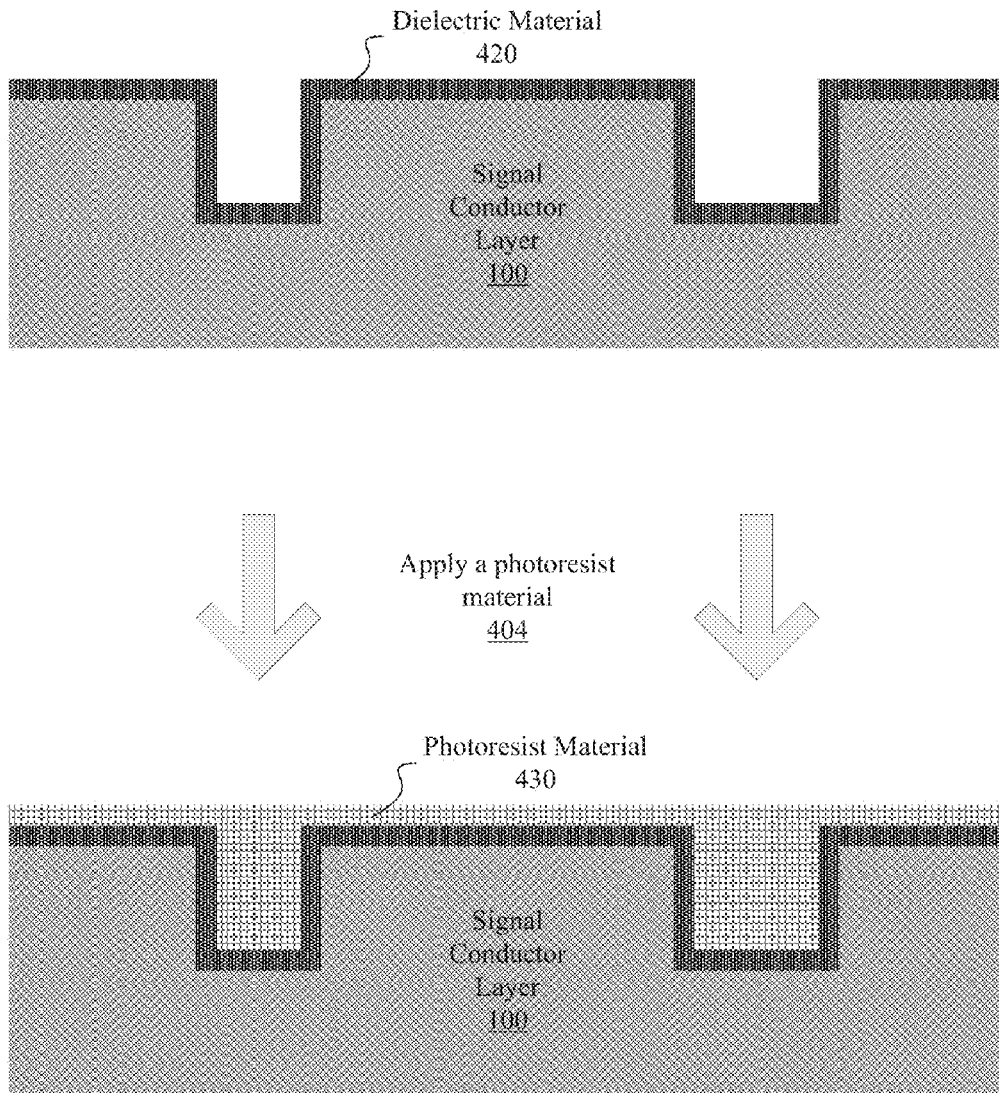 Dielectric Material
420
Signal
Conductor
Layer
100
Apply a photoresist
material
404
Photoresist Material
430
Signal
Conductor
Layer
100